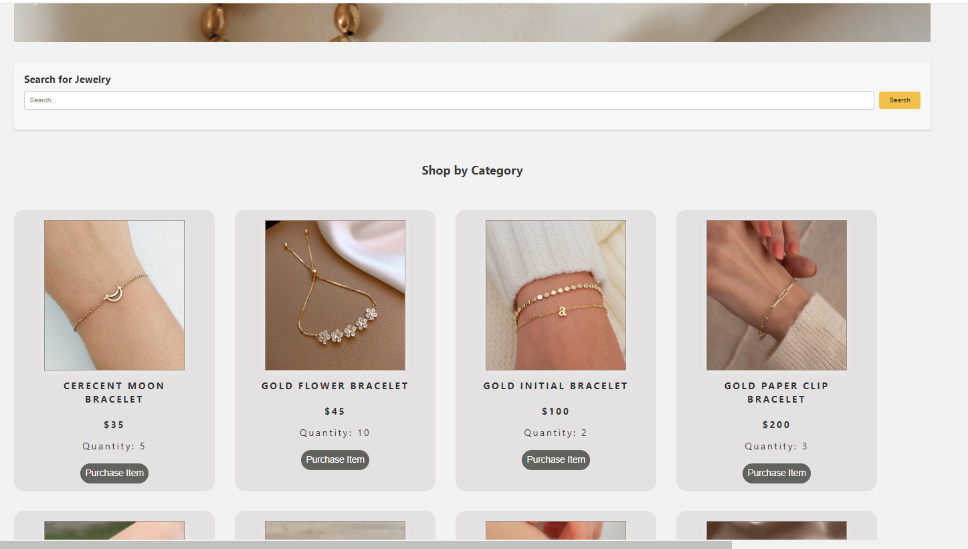 Search for Jewelry
Search...
Search
Shop by Category
CERECENT MOON
BRACELET
$35
Quantity: 5
Purchase Item
GOLD FLOWER BRACELET
$45
Quantity: 10
Purchase Item
GOLD INITIAL BRACELET
$100
Quantity: 2
Purchase Item
a
GOLD PAPER CLIP
BRACELET
$200
Quantity: 3
Purchase Item